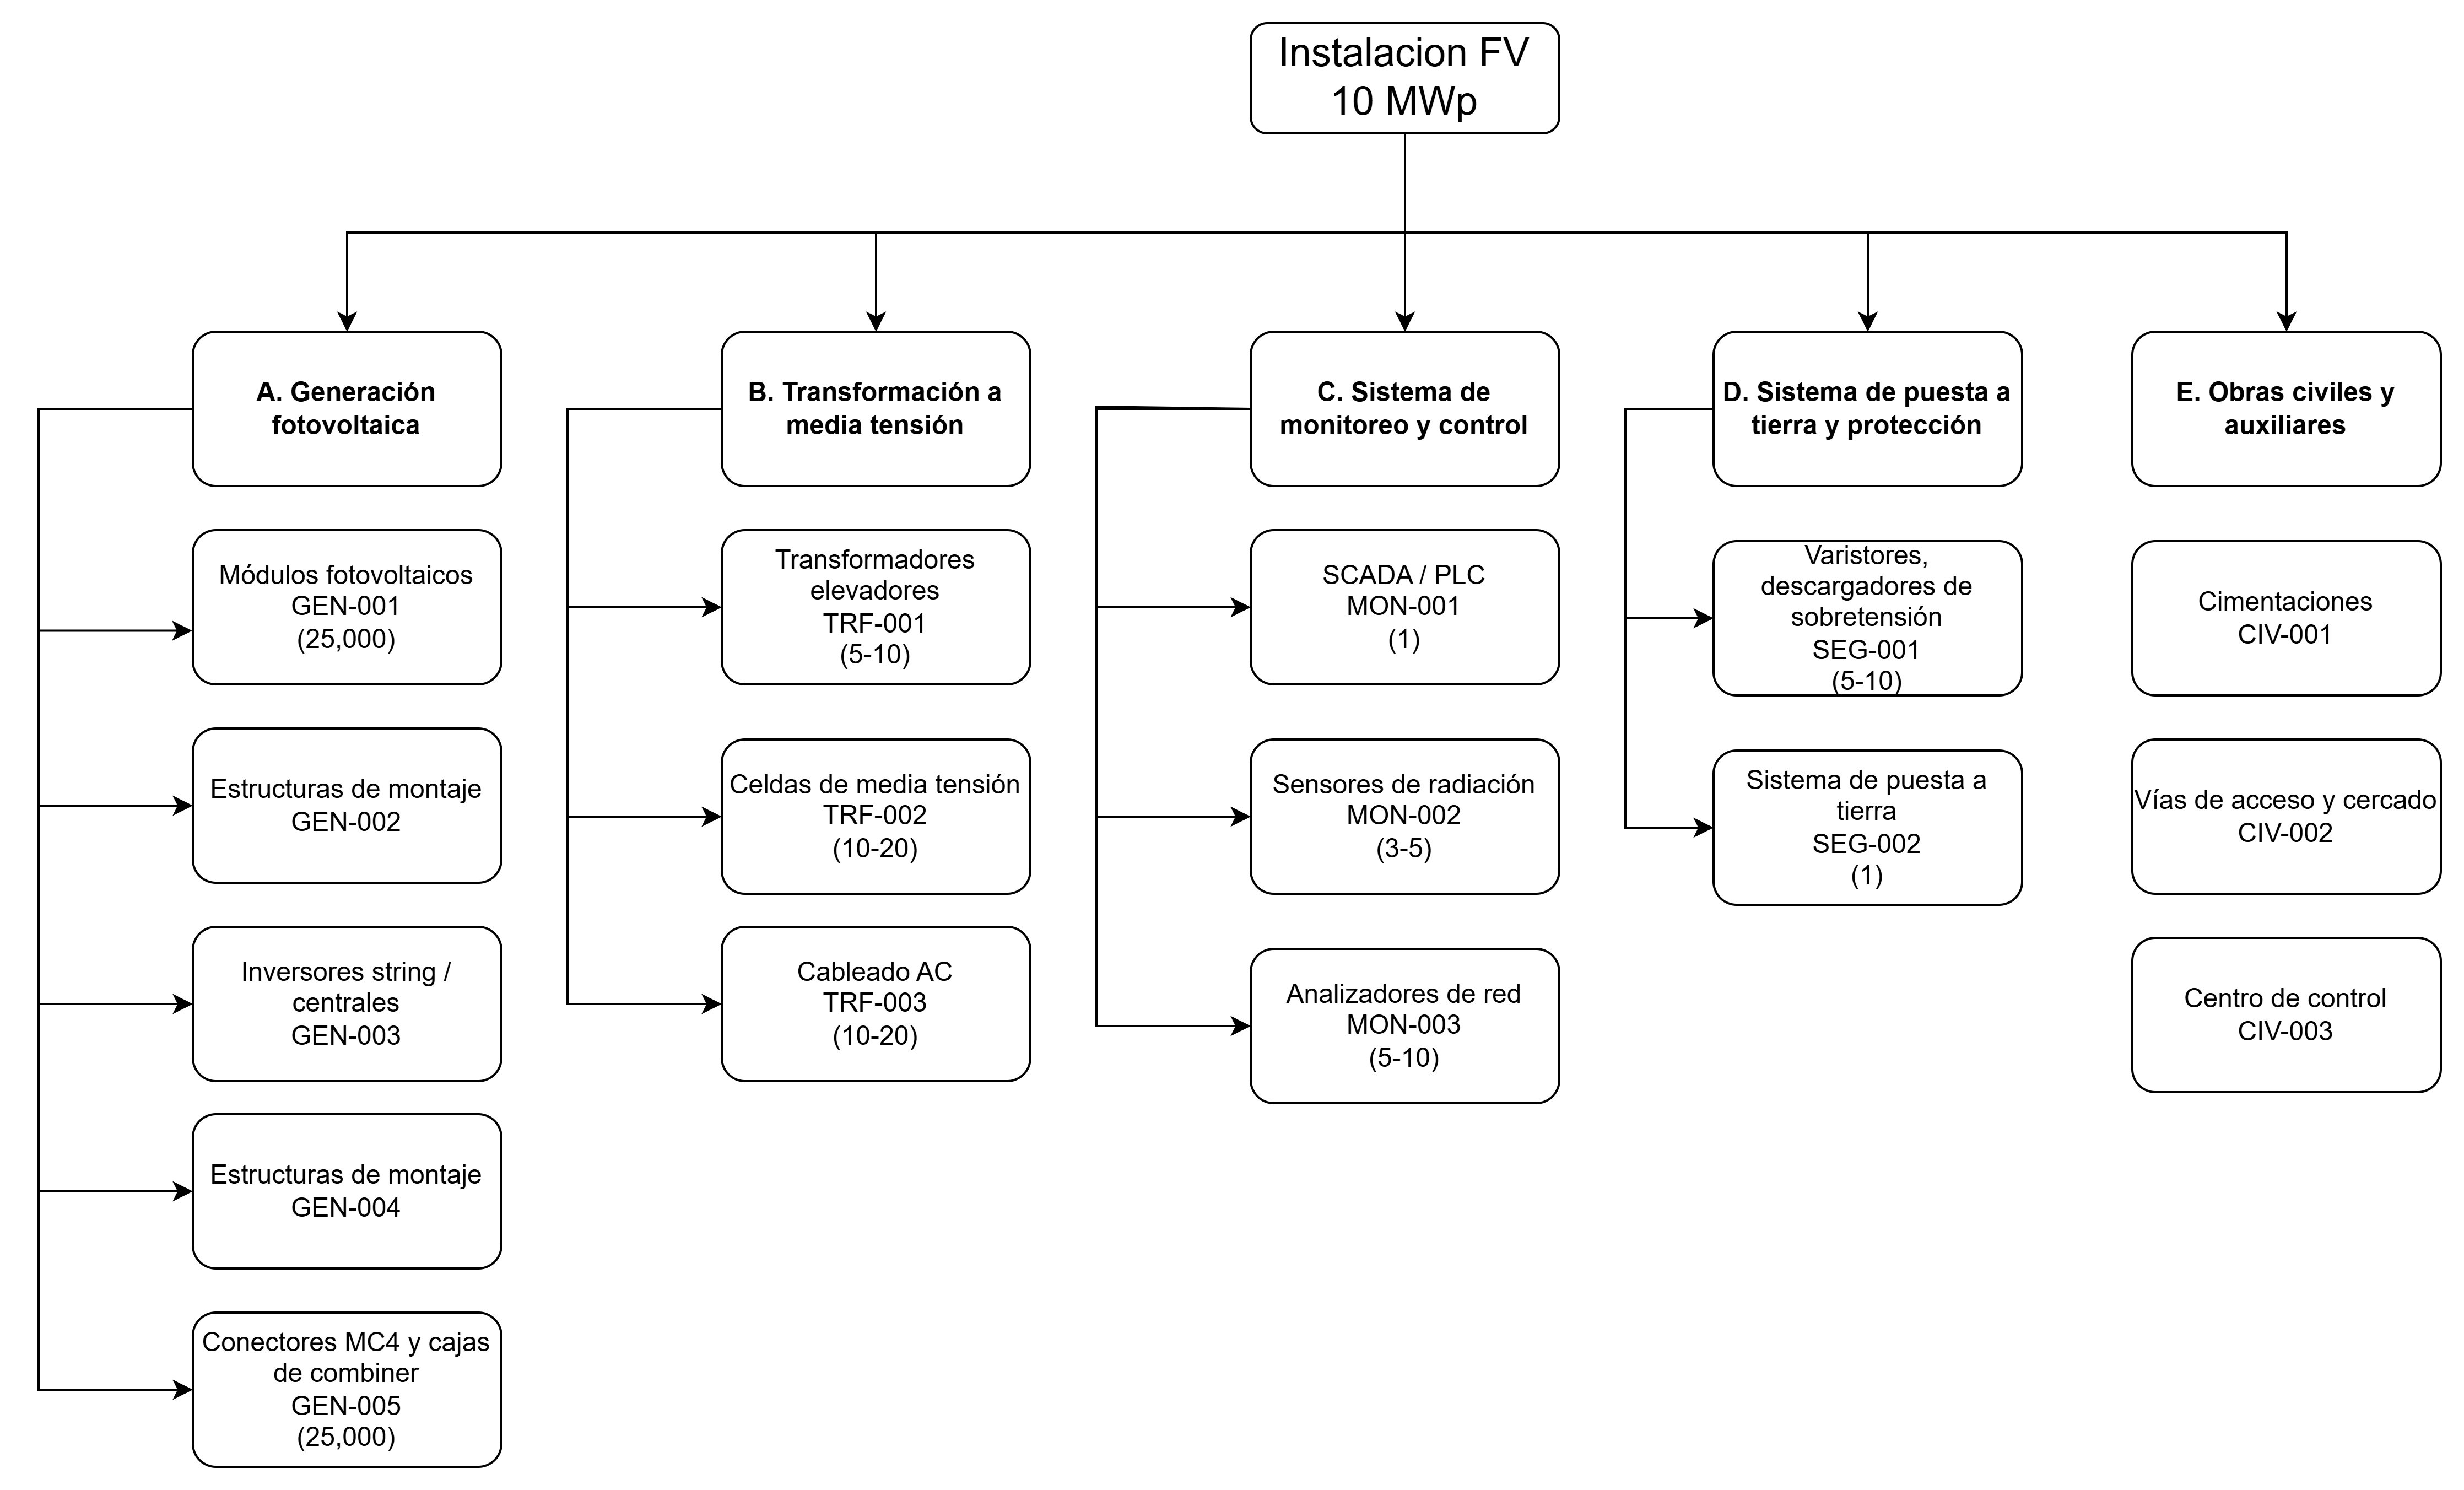 Instalacion FV
10 MWp
A. Generación
fotovoltaica
Módulos fotovoltaicos
GEN-001
(25,000)
Estructuras de montaje
GEN-002
Inversores string /
centrales
GEN-003
Estructuras de montaje
GEN-004
Conectores MC4 y cajas
de combiner
GEN-005
(25,000)
B. Transformación a
media tensión
Transformadores
elevadores
TRF-001
(5-10)
Celdas de media tensión
TRF-002
(10-20)
Cableado AC
TRF-003
(10-20)
C. Sistema de
monitoreo y control
SCADA / PLC
MON-001
(1)
Sensores de radiación
MON-002
(3-5)
Analizadores de red
MON-003
(5-10)
D. Sistema de puesta a
tierra y protección
Varistores,
descargadores de
sobretensión
SEG-001
(5-10)
Sistema de puesta a
tierra
SEG-002
(1)
E. Obras civiles y
auxiliares
Cimentaciones
CIV-001
Vías de acceso y cercado
CIV-002
Centro de control
CIV-003